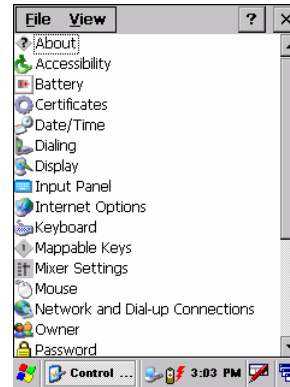 File View ? ×
About
Accessibility
Battery
Certificates
Date/Time
Dialing
Display
Input Panel
Internet Options
Keyboard
Mappable Keys
Mixer Settings
Mouse
Network and Dial-up Connections
Owner
Password
Control ... 3:03 PM